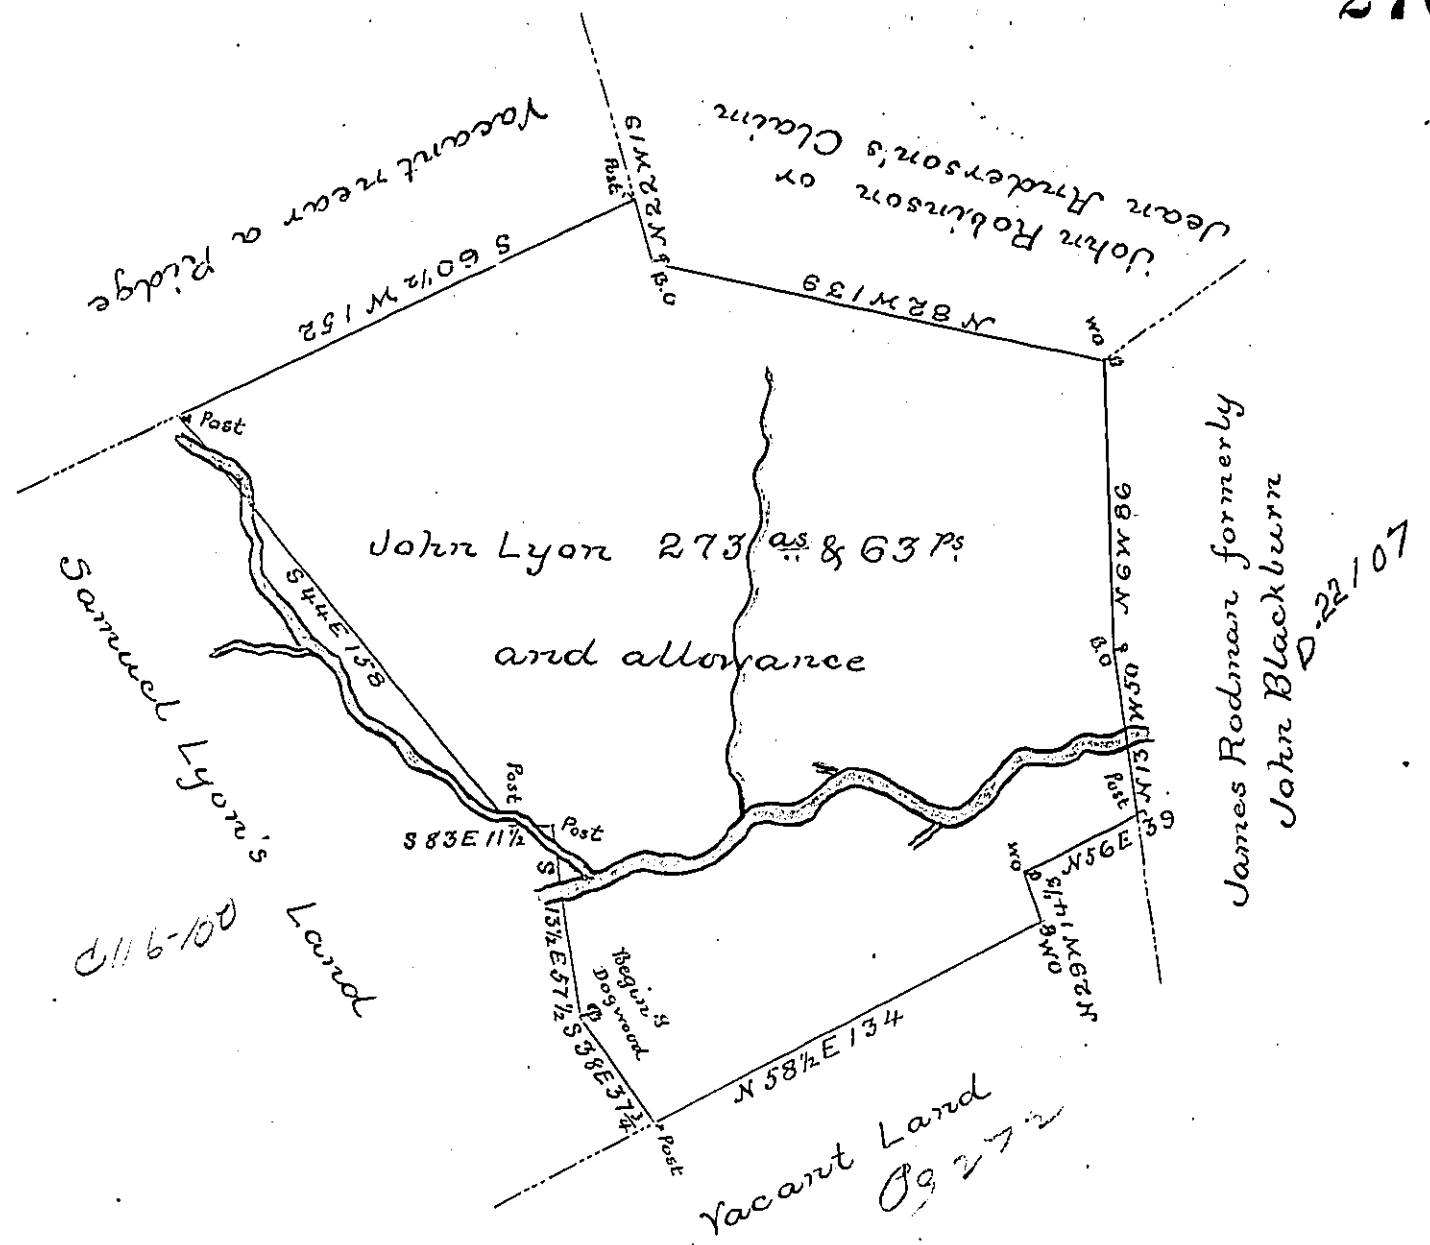 Vacant near a Ridge
John Robinson or
Jean Anderson's Claim
N 22 W 19
Post
B.O
S 60½ W 152
N 82 W 139
W O
Post
John Lyon 273 as & 63 Ps
and allowance
N 6 W 86
B.O
N 13 W 50
Post
James Rodman formerly
John Blackburn
D-22107
S 44 E 158
Samuel Lyon's
Land
Post
Post
S 83 E 11½
S 13½ E 57½
Begin'g
Dogwood
S 38 E 37¾
Post
N 58½ E 134
W O
N 29 W 14⅓
W O
N 56 E 39
Vacant Land